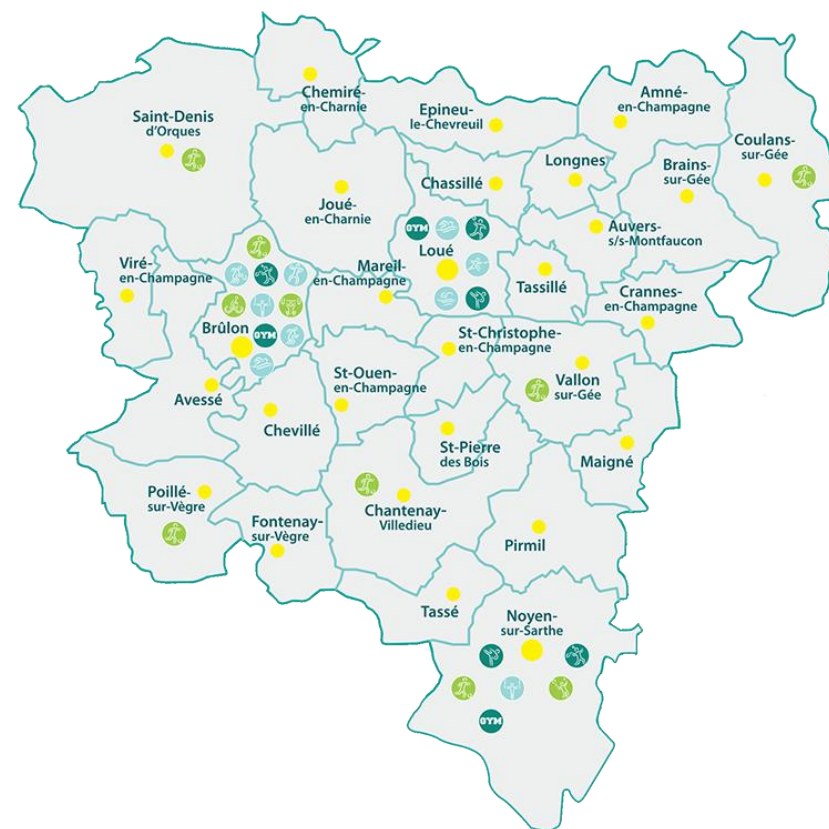 Chemiré-
en-Charnie
Saint-Denis
d'Orques
Epineu
le-Chevreuil
Amné-
en-Champagne
Coulans-
sur-Gée
Longnes
Brains-
sur-Gée
Chassillé
Joué-
en-Charnie
Auvers-
s/s-Montfaucon
GYM
Loué
Viré-
en-Champagne
Mareil-
en-Champagne
Tassillé
Crannes-
en-Champagne
Brûlon
GYM
St-Christophe-
en-Champagne
St-Ouen-
en-Champagne
Vallon
sur-Gée
Avessé
Chevillé
St-Pierre
des Bois
Maigné
Poillé-
sur-Vègre
Chantenay-
Villedieu
Fontenay-
sur-Vègre
Pirmil
Tassé
Noyen-
sur-Sarthe
GYM